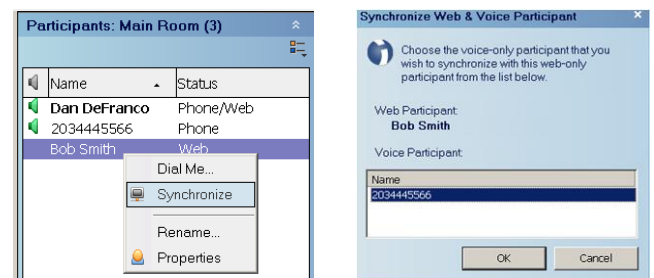 Participants: Main Room (3)
Name Status
Dan DeFranco Phone/Web
2034445566 Phone
Bob Smith Web
Dial Me...
Synchronize
Rename...
Properties
Synchronize Web & Voice Participant
Choose the voice-only participant that you
wish to synchronize with this web-only
participant from the list below.
Web Participant:
Bob Smith
Voice Participant:
Name
2034445566
OK Cancel